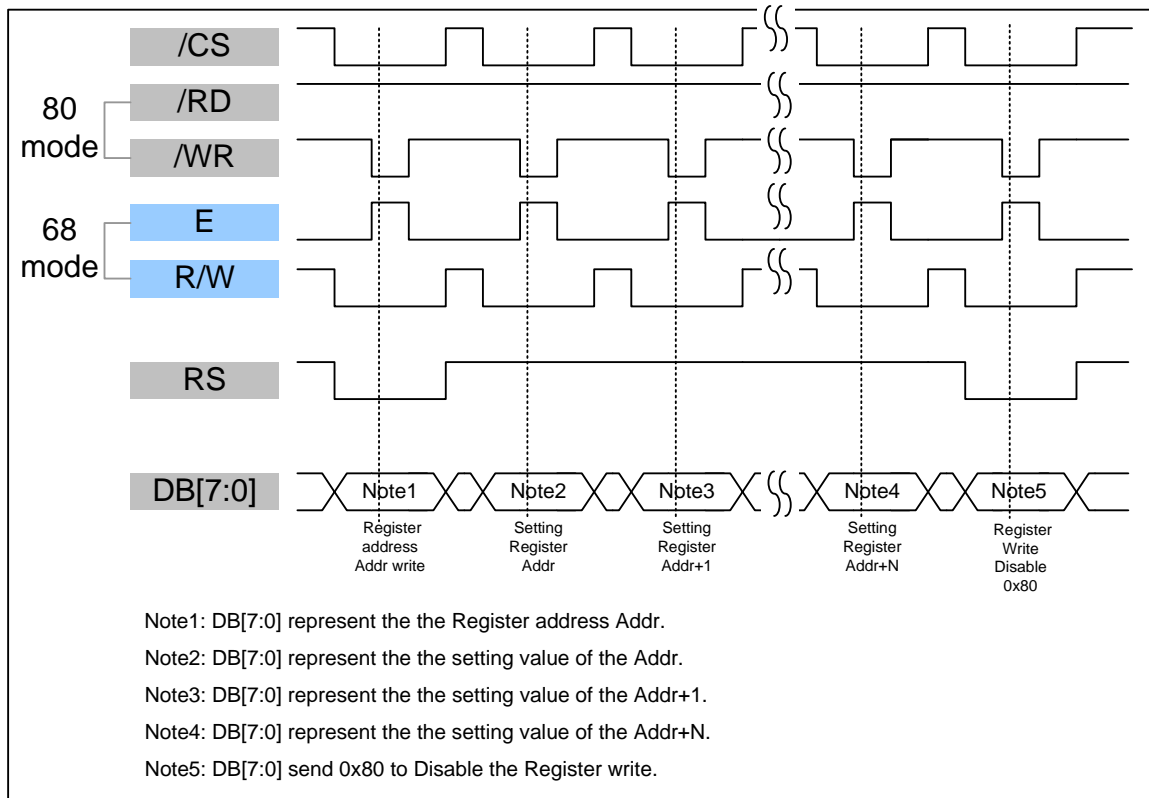 /CS
80
mode
/RD
/WR
68
mode
E
R/W
RS
DB[7:0]
Note1
Note2
Note3
Note4
Note5
Register
address
Addr write
Setting
Register
Addr
Setting
Register
Addr+1
Setting
Register
Addr+N
Register
Write
Disable
0x80
Note1: DB[7:0] represent the the Register address Addr.
Note2: DB[7:0] represent the the setting value of the Addr.
Note3: DB[7:0] represent the the setting value of the Addr+1.
Note4: DB[7:0] represent the the setting value of the Addr+N.
Note5: DB[7:0] send 0x80 to Disable the Register write.